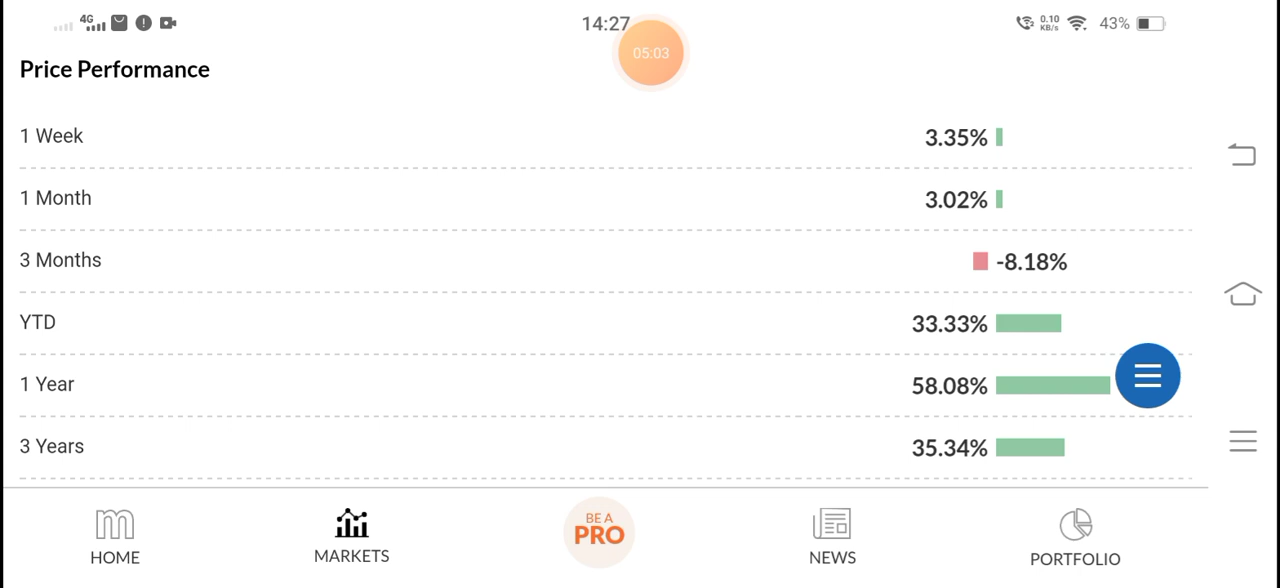 4G 14:27 0.10 KB/s 43%
05:03
Price Performance
1 Week 3.35%
1 Month 3.02%
3 Months -8.18%
YTD 33.33%
1 Year 58.08%
3 Years 35.34%
HOME MARKETS BE A PRO NEWS PORTFOLIO